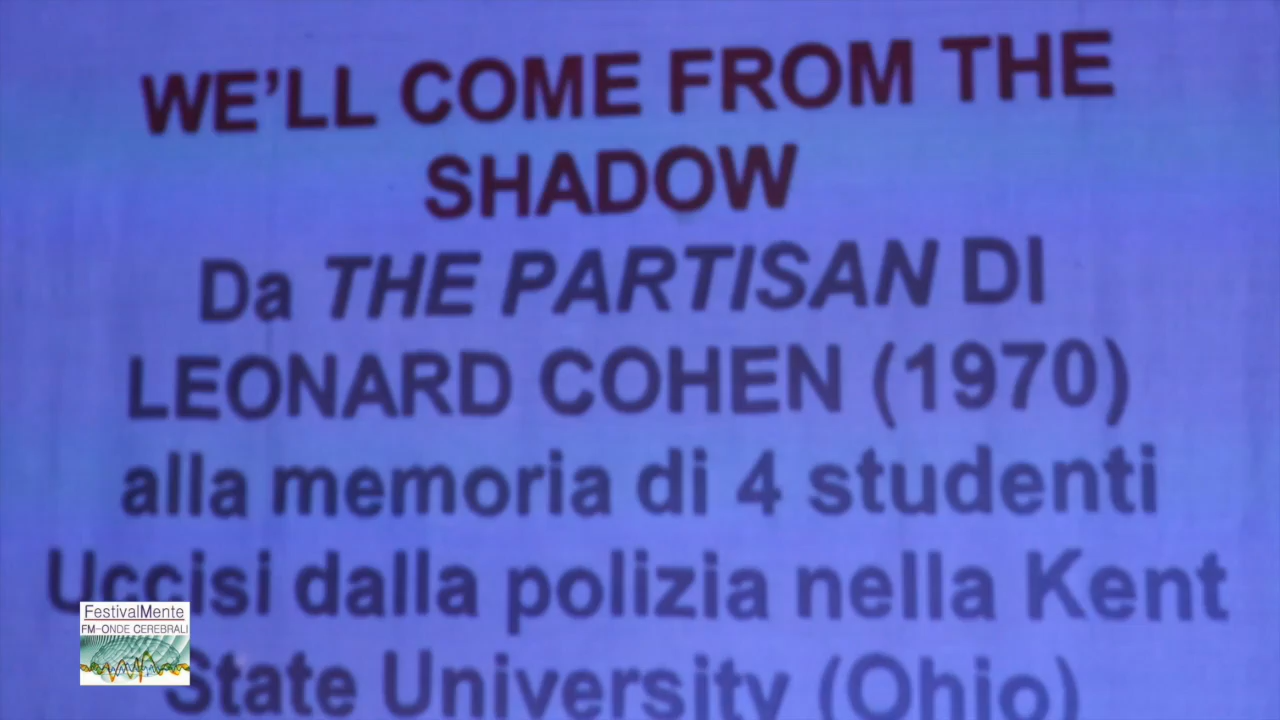 WE'LL COME FROM THE
SHADOW
Da THE PARTISAN DI
LEONARD COHEN (1970)
alla memoria di 4 studenti
Uccisi dalla polizia nella Kent
State University (Ohio)
FestivalMente
FM-ONDE CEREBRALI